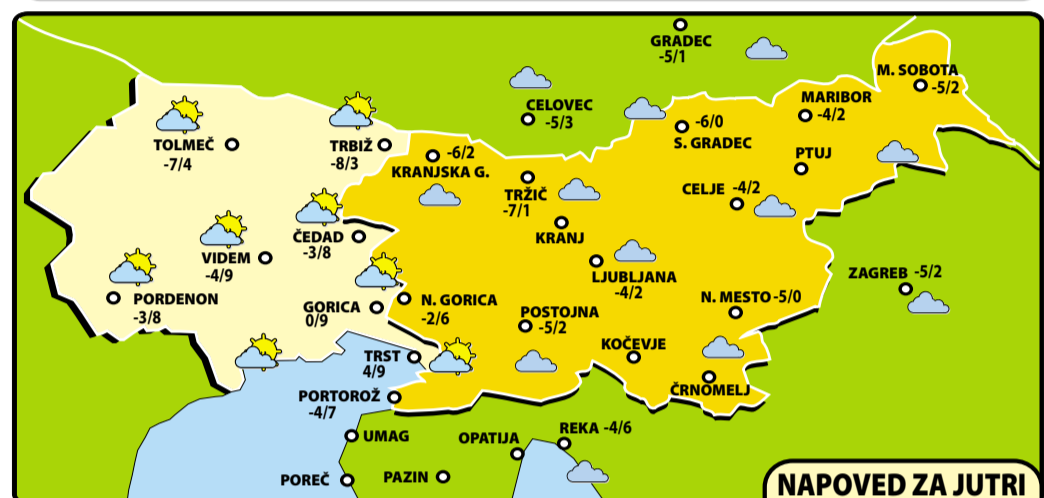 GRADEC
-5/1
M. SOBOTA
-5/2
CELOVEC
-5/3
MARIBOR
-4/2
-6/0
S. GRADEC
TOLMEČ
-7/4
TRBIŽ
-8/3
-6/2
KRANJSKA G.
PTUJ
TRŽIČ
-7/1
CELJE -4/2
KRANJ
ČEDAD
-3/8
VIDEM
-4/9
LJUBLJANA
-4/2
ZAGREB -5/2
PORDENON
-3/8
GORICA
0/9
N. GORICA
-2/6
N. MESTO -5/0
POSTOJNA
-5/2
KOČEVJE
TRST
4/9
ČRNOMELJ
PORTOROŽ
-4/7
UMAG
OPATIJA
REKA -4/6
POREČ
PAZIN
NAPOVED ZA JUTRI